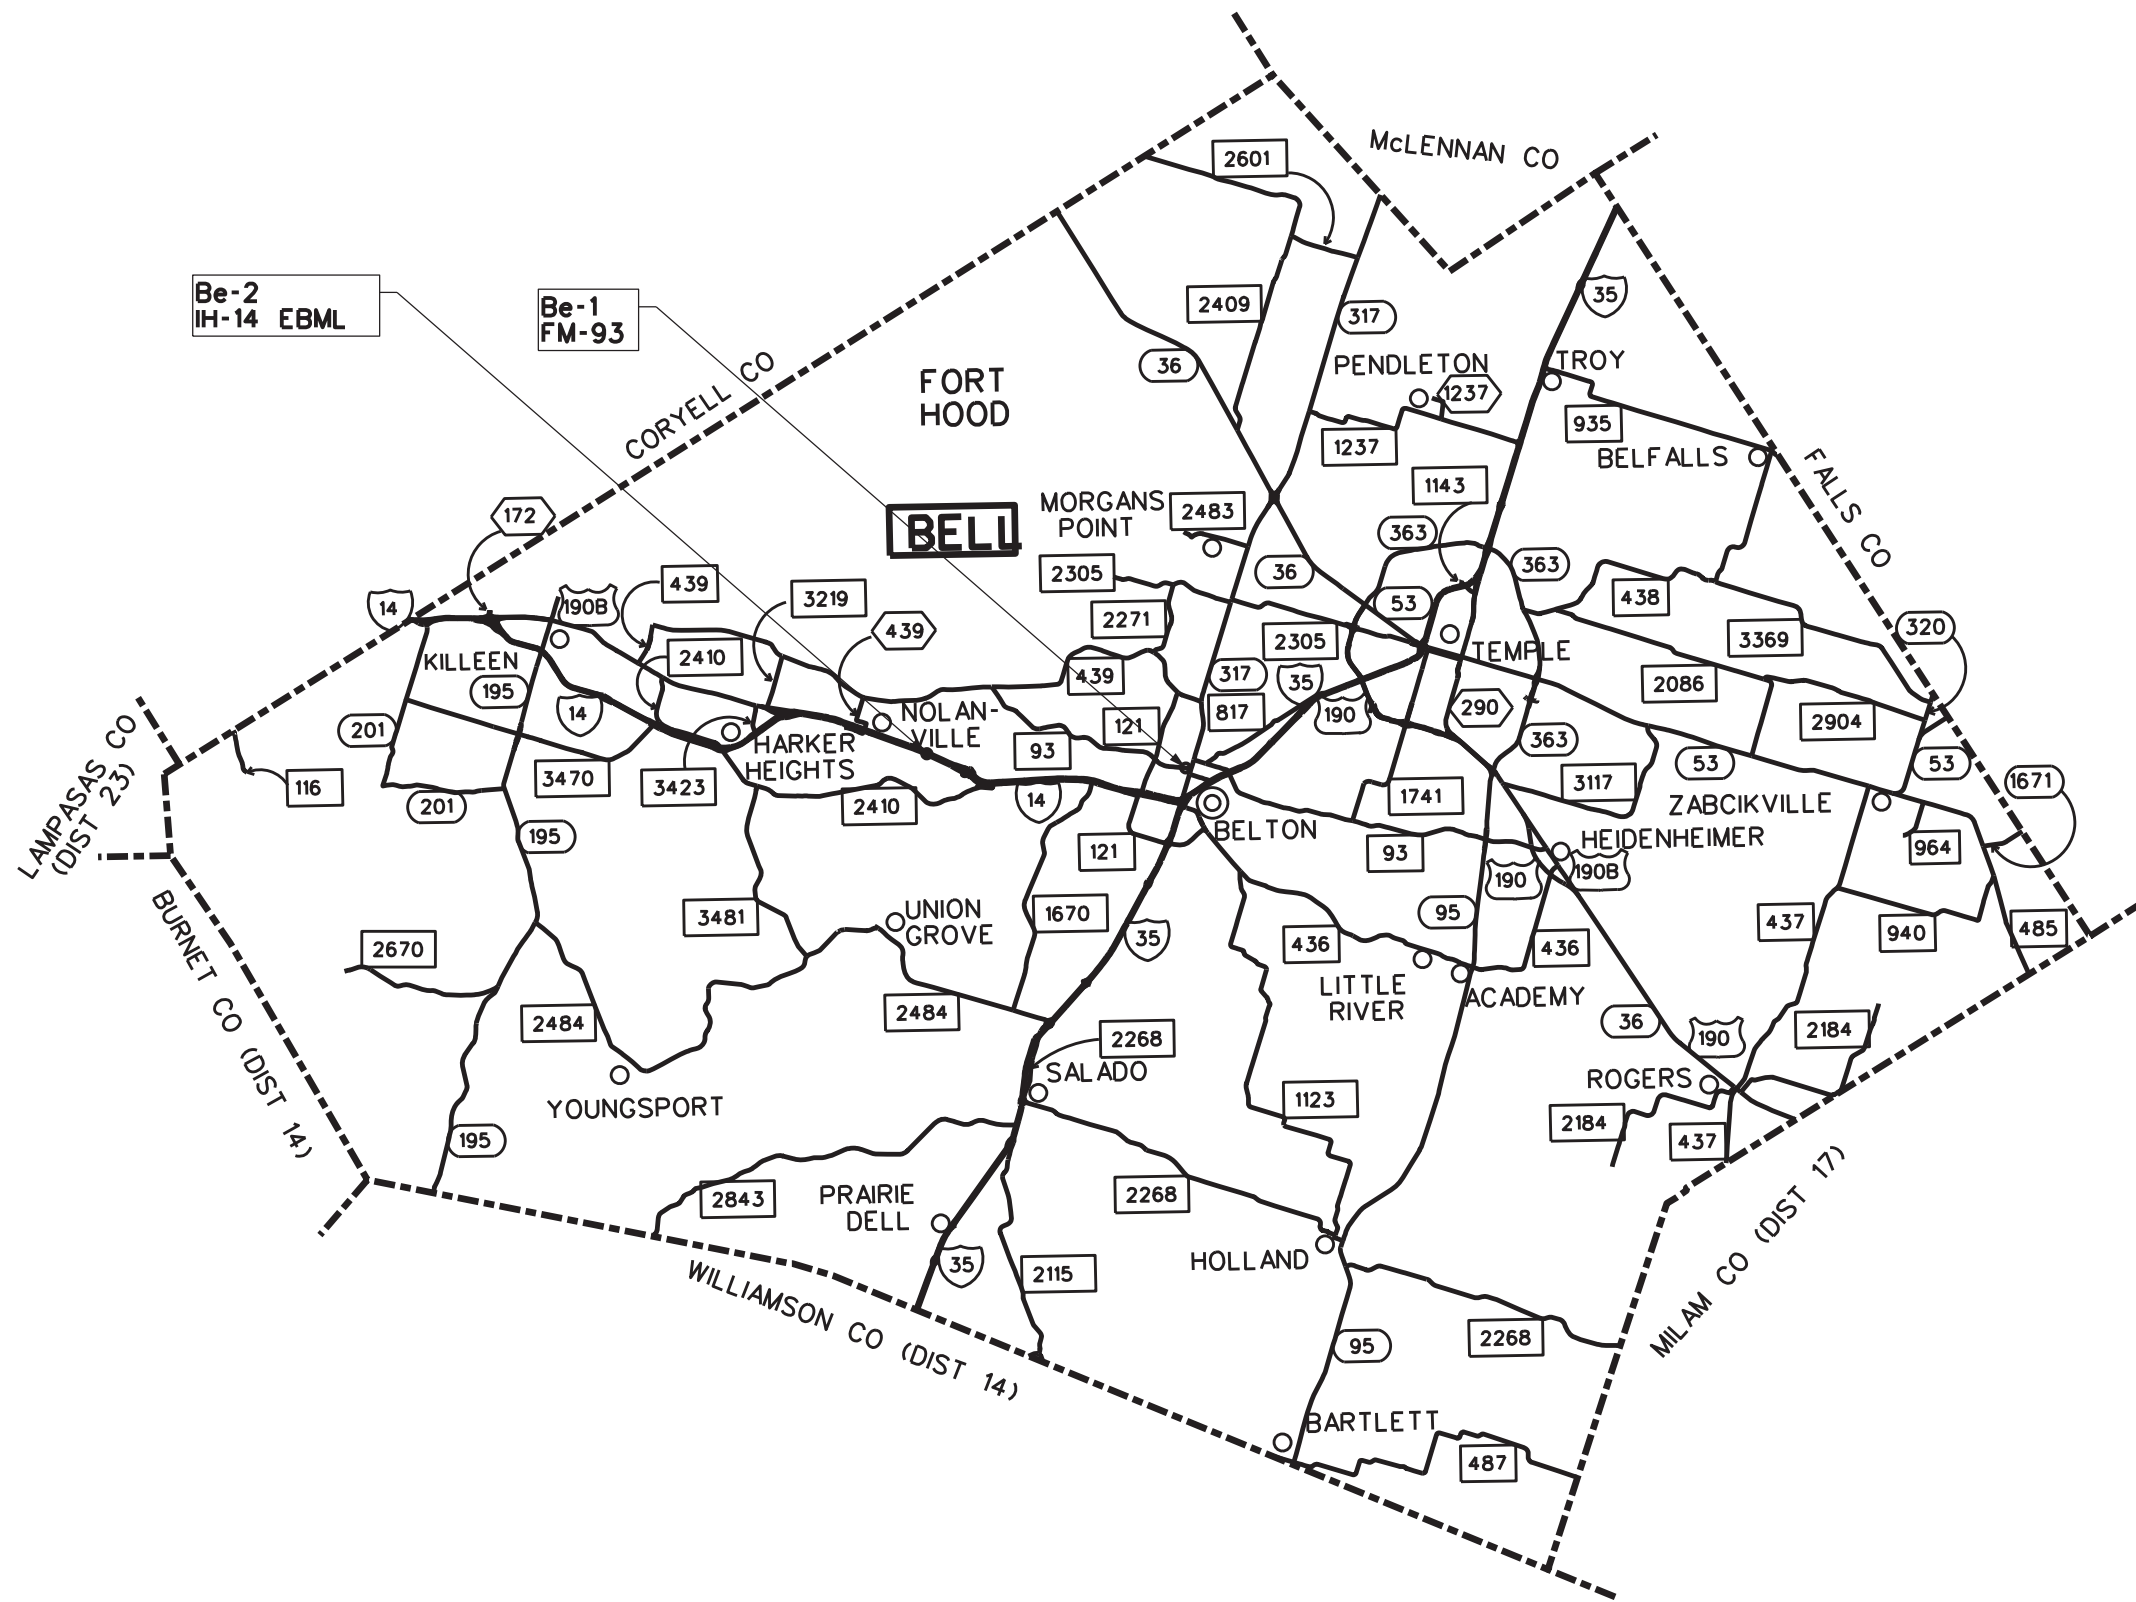 McLENNAN CO
2601
35
Be-2
IH-14 EBML
Be-1
FM-93
2409
317
CORYELL CO
36
FORT
HOOD
PENDLETON
1237
TROY
935
1237
BELFALLS
FALLS CO
1143
MORGANS
POINT
2483
172
BELL
363
363
2305
36
14
190B
439
3219
53
438
2271
439
2305
TEMPLE
3369
320
KILLEEN
2410
195
439
317
35
2086
14
201
NOLAN-
VILLE
121
817
190
290
2904
LAMPASAS CO
(DIST 23)
HARKER
HEIGHTS
93
363
53
53
116
3470
3423
2410
14
1741
3117
1671
201
ZABCIKVILLE
195
BELTON
HEIDENHEIMER
121
93
964
190
190B
BURNET CO (DIST 14)
3481
UNION
GROVE
1670
35
95
437
940
485
2670
436
436
LITTLE
RIVER
ACADEMY
2484
2484
36
190
2184
2268
SALADO
ROGERS
YOUNGSPORT
1123
2184
437
195
2843
PRAIRIE
DELL
2268
MILAM CO (DIST 17)
HOLLAND
35
2115
WILLIAMSON CO (DIST 14)
95
2268
BARTLETT
487